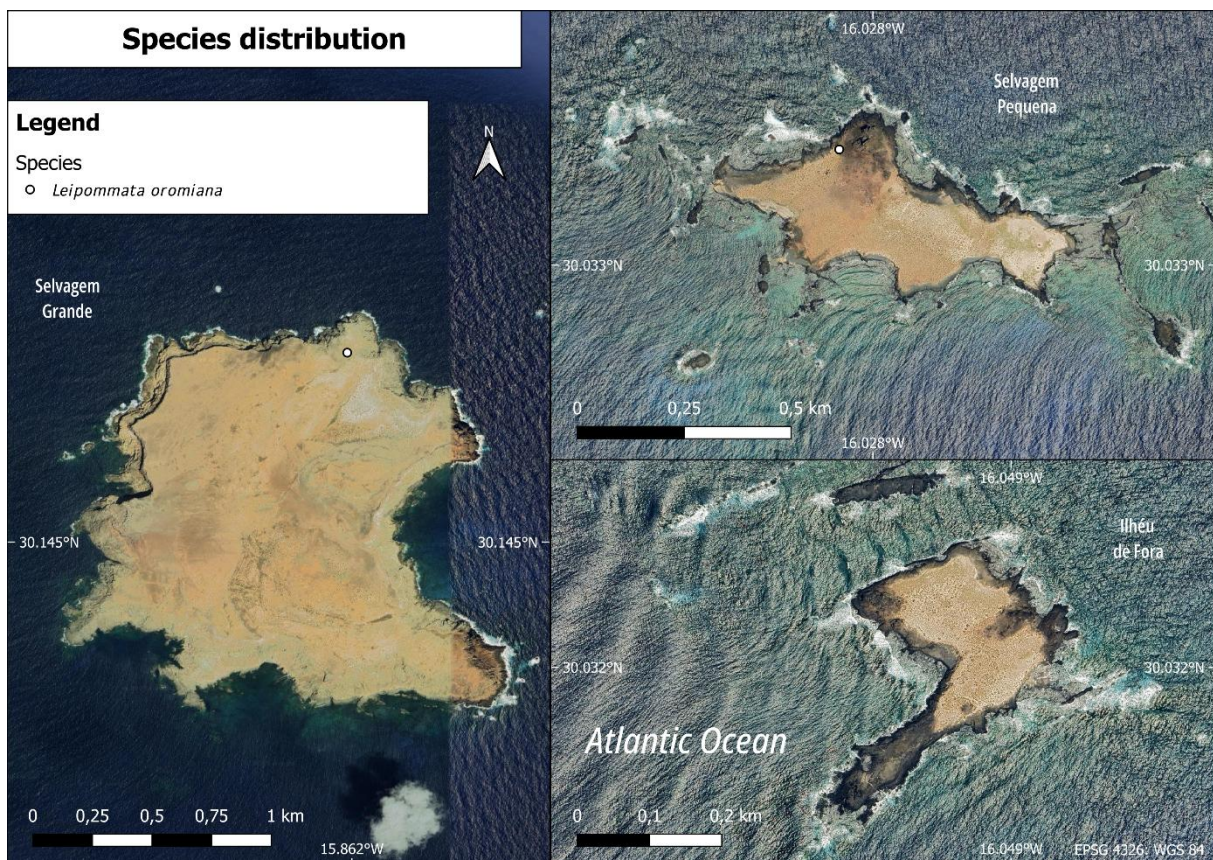 Species distribution
Legend
Species
Leipommata oromiana
N
Selvagem
Grande
30.145°N
30.145°N
0 0,25 0,5 0,75 1 km
15.862°W
16.028°W
Selvagem
Pequena
30.033°N
30.033°N
0 0,25 0,5 km
16.028°W
16.049°W
Ilhéu
de Fora
30.032°N
30.032°N
Atlantic Ocean
0 0,1 0,2 km
16.049°W
EPSG 4326: WGS 84